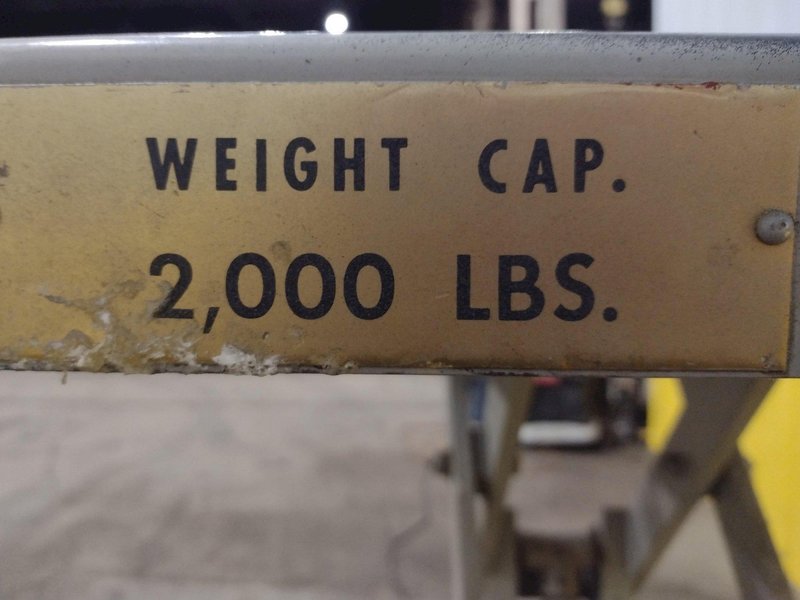 WEIGHT CAP.
2,000 LBS.